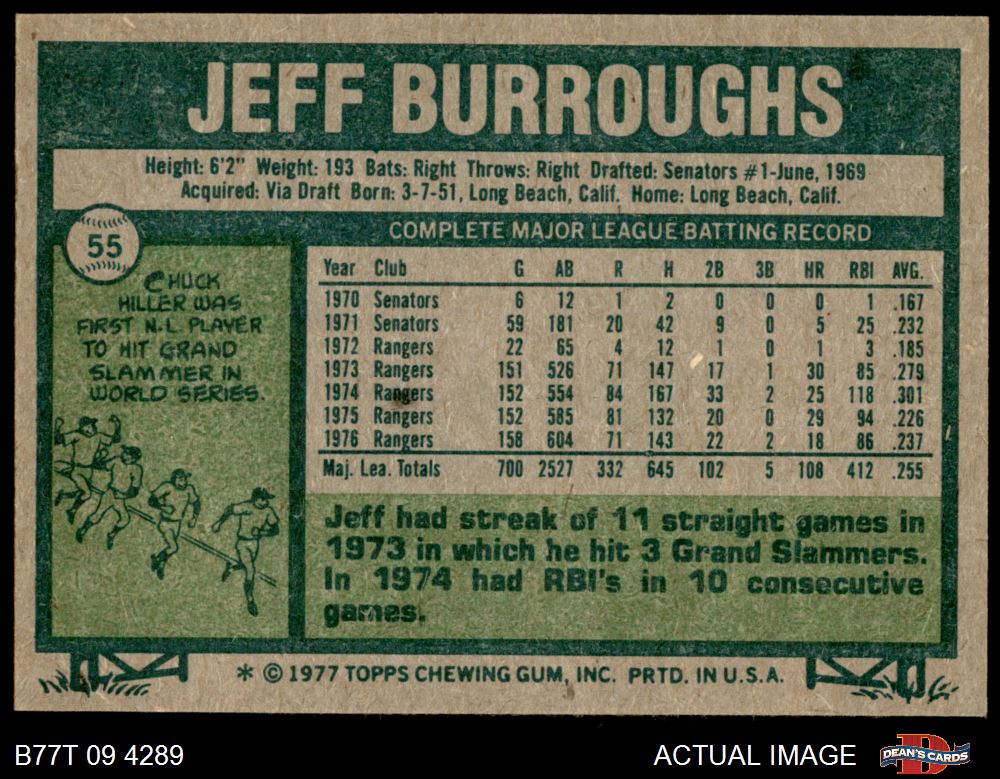 JEFF BURROUGHS
Height: 6'2" Weight: 193 Bats: Right Throws: Right Drafted: Senators #1-June, 1969
Acquired: Via Draft Born: 3-7-51, Long Beach, Calif. Home: Long Beach, Calif.
55
CHUCK
HILLER WAS
FIRST N.L PLAYER
TO HIT GRAND
SLAMMER IN
WORLD SERIES.
COMPLETE MAJOR LEAGUE BATTING RECORD
Year Club G AB R H 2B 3B HR RBI AVG.
1970 Senators 6 12 1 2 0 0 0 1 .167
1971 Senators 59 181 20 42 9 0 5 25 .232
1972 Rangers 22 65 4 12 1 0 1 3 .185
1973 Rangers 151 526 71 147 17 1 30 85 .279
1974 Rangers 152 554 84 167 33 2 25 118 .301
1975 Rangers 152 585 81 132 20 0 29 94 .226
1976 Rangers 158 604 71 143 22 2 18 86 .237
Maj. Lea. Totals 700 2527 332 645 102 5 108 412 .255
Jeff had streak of 11 straight games in
1973 in which he hit 3 Grand Slammers.
In 1974 had RBI's in 10 consecutive
games.
* © 1977 TOPPS CHEWING GUM, INC. PRTD. IN U.S.A.
B77T 09 4289
ACTUAL IMAGE
D
DEAN'S CARDS